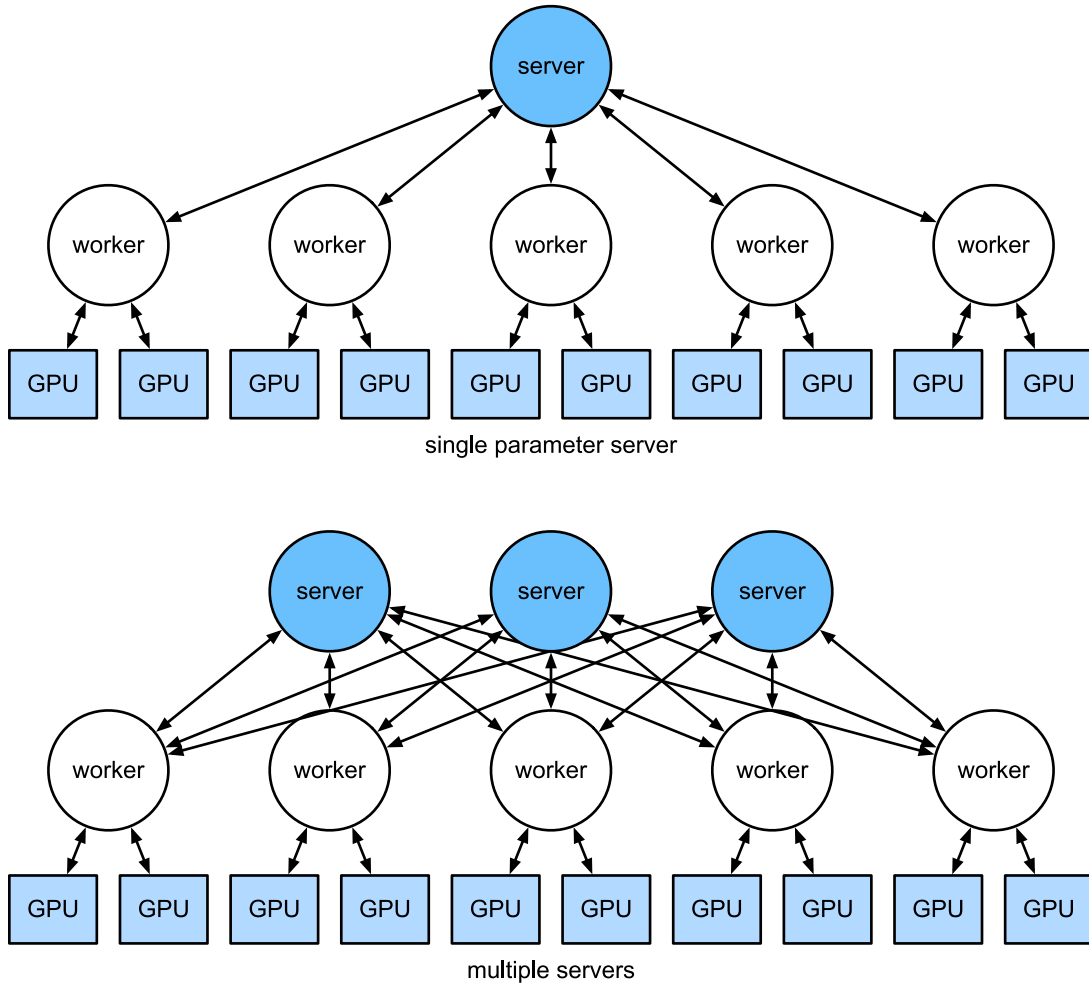 server
worker worker worker worker worker
GPU GPU GPU GPU GPU GPU GPU GPU GPU GPU
single parameter server
server server server
worker worker worker worker worker
GPU GPU GPU GPU GPU GPU GPU GPU GPU GPU
multiple servers